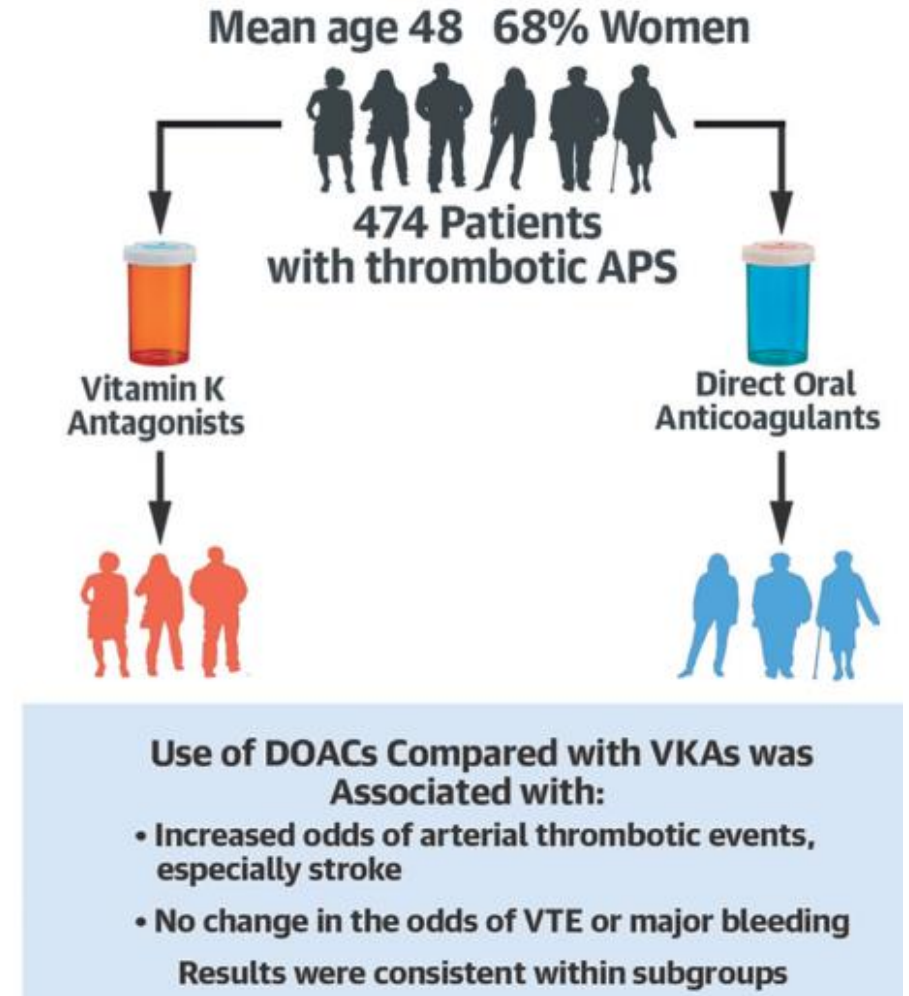 Mean age 48 68% Women
474 Patients
with thrombotic APS
Vitamin K
Antagonists
Direct Oral
Anticoagulants
Use of DOACs Compared with VKAs was
Associated with:
• Increased odds of arterial thrombotic events,
especially stroke
• No change in the odds of VTE or major bleeding
Results were consistent within subgroups